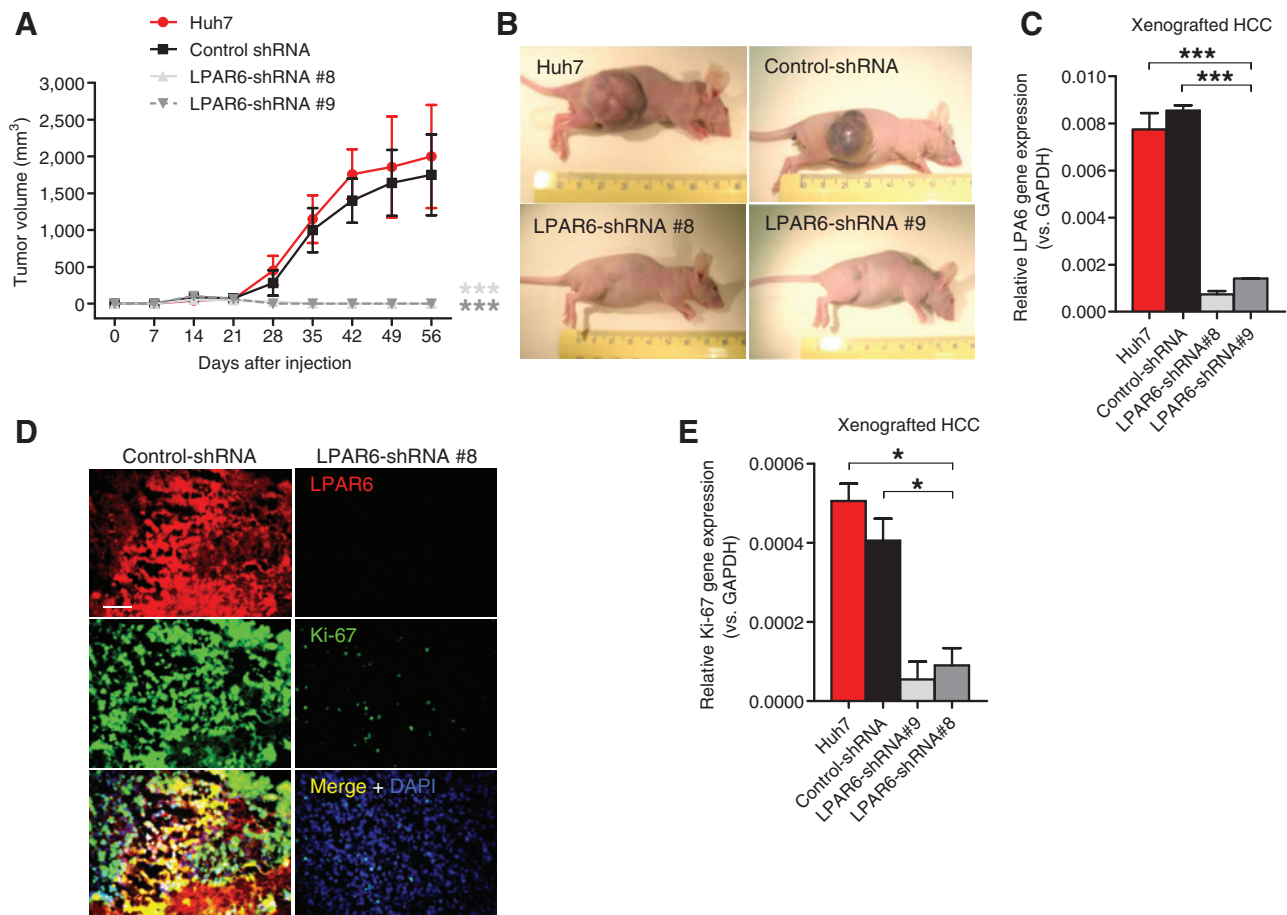 A
Huh7
Control shRNA
LPAR6-shRNA #8
LPAR6-shRNA #9
3,000
2,500
2,000
1,500
1,000
500
0
Tumor volume (mm3)
0 7 14 21 28 35 42 49 56
Days after injection
***
***
B
Huh7
Control-shRNA
LPAR6-shRNA #8
LPAR6-shRNA #9
C
Xenografted HCC
***
***
0.010
0.008
0.006
0.004
0.002
0.000
Relative LPA6 gene expression
(vs. GAPDH)
Huh7
Control-shRNA
LPAR6-shRNA#8
LPAR6-shRNA#9
D
Control-shRNA
LPAR6-shRNA #8
LPAR6
Ki-67
Merge + DAPI
E
Xenografted HCC
*
*
0.0006
0.0004
0.0002
0.0000
Relative Ki-67 gene expression
(vs. GAPDH)
Huh7
Control-shRNA
LPAR6-shRNA#9
LPAR6-shRNA#8